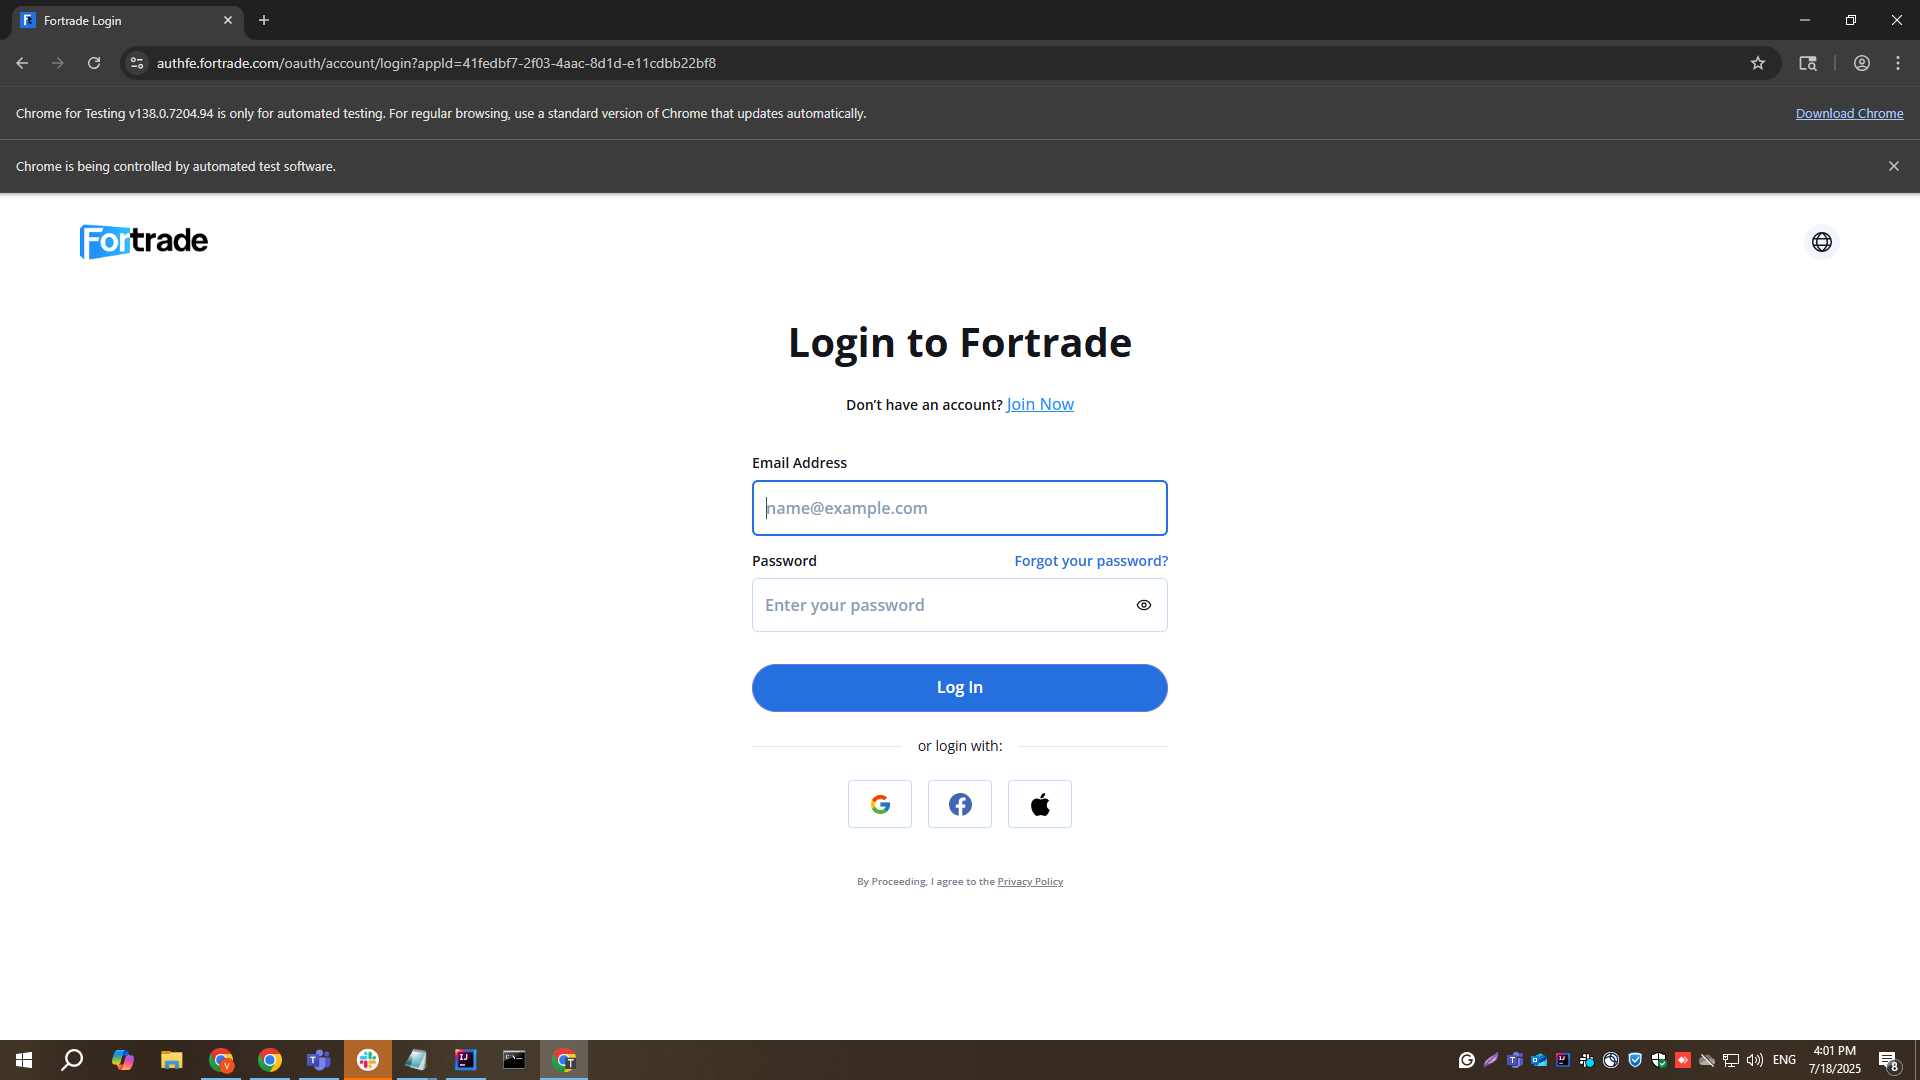 Fortrade Login
authfe.fortrade.com/oauth/account/login?appId=41fedbf7-2f03-4aac-8d1d-e11cdbb22bf8
Chrome for Testing v138.0.7204.94 is only for automated testing. For regular browsing, use a standard version of Chrome that updates automatically.
Download Chrome
Chrome is being controlled by automated test software.
Fortrade
Login to Fortrade
Don't have an account? Join Now
Email Address
name@example.com
Password
Forgot your password?
Enter your password
Log In
or login with:
By Proceeding, I agree to the Privacy Policy
ENG
4:01 PM
7/18/2025
8